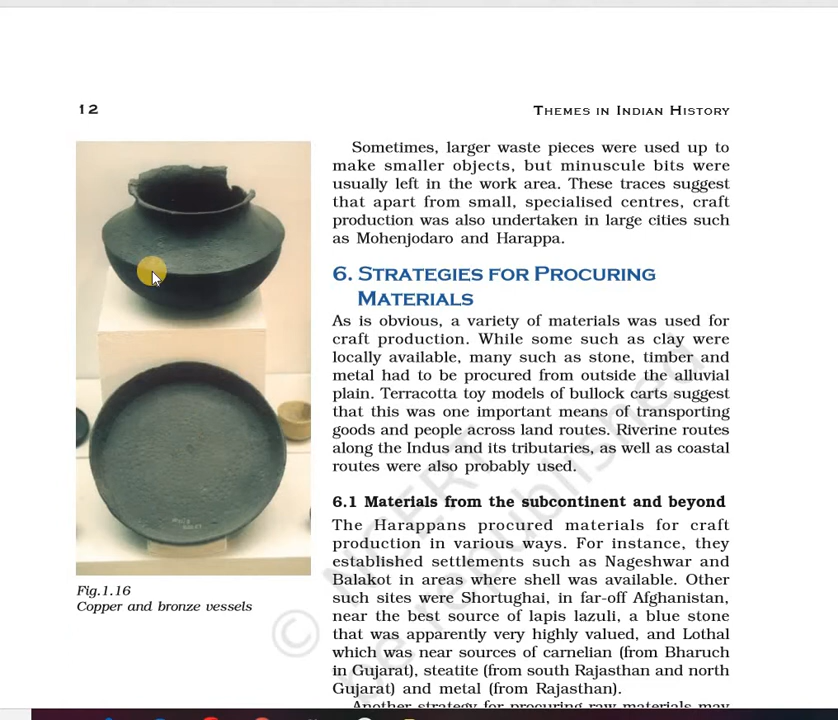 12
THEMES IN INDIAN HISTORY
Sometimes, larger waste pieces were used up to
make smaller objects, but minuscule bits were
usually left in the work area. These traces suggest
that apart from small, specialised centres, craft
production was also undertaken in large cities such
as Mohenjodaro and Harappa.
6. STRATEGIES FOR PROCURING
MATERIALS
As is obvious, a variety of materials was used for
craft production. While some such as clay were
locally available, many such as stone, timber and
metal had to be procured from outside the alluvial
plain. Terracotta toy models of bullock carts suggest
that this was one important means of transporting
goods and people across land routes. Riverine routes
along the Indus and its tributaries, as well as coastal
routes were also probably used.
6.1 Materials from the subcontinent and beyond
The Harappans procured materials for craft
production in various ways. For instance, they
established settlements such as Nageshwar and
Balakot in areas where shell was available. Other
such sites were Shortughai, in far-off Afghanistan,
near the best source of lapis lazuli, a blue stone
that was apparently very highly valued, and Lothal
which was near sources of carnelian (from Bharuch
in Gujarat), steatite (from south Rajasthan and north
Gujarat) and metal (from Rajasthan).
Another strategy for procuring raw materials may
Fig.1.16
Copper and bronze vessels
© NCERT
be republished